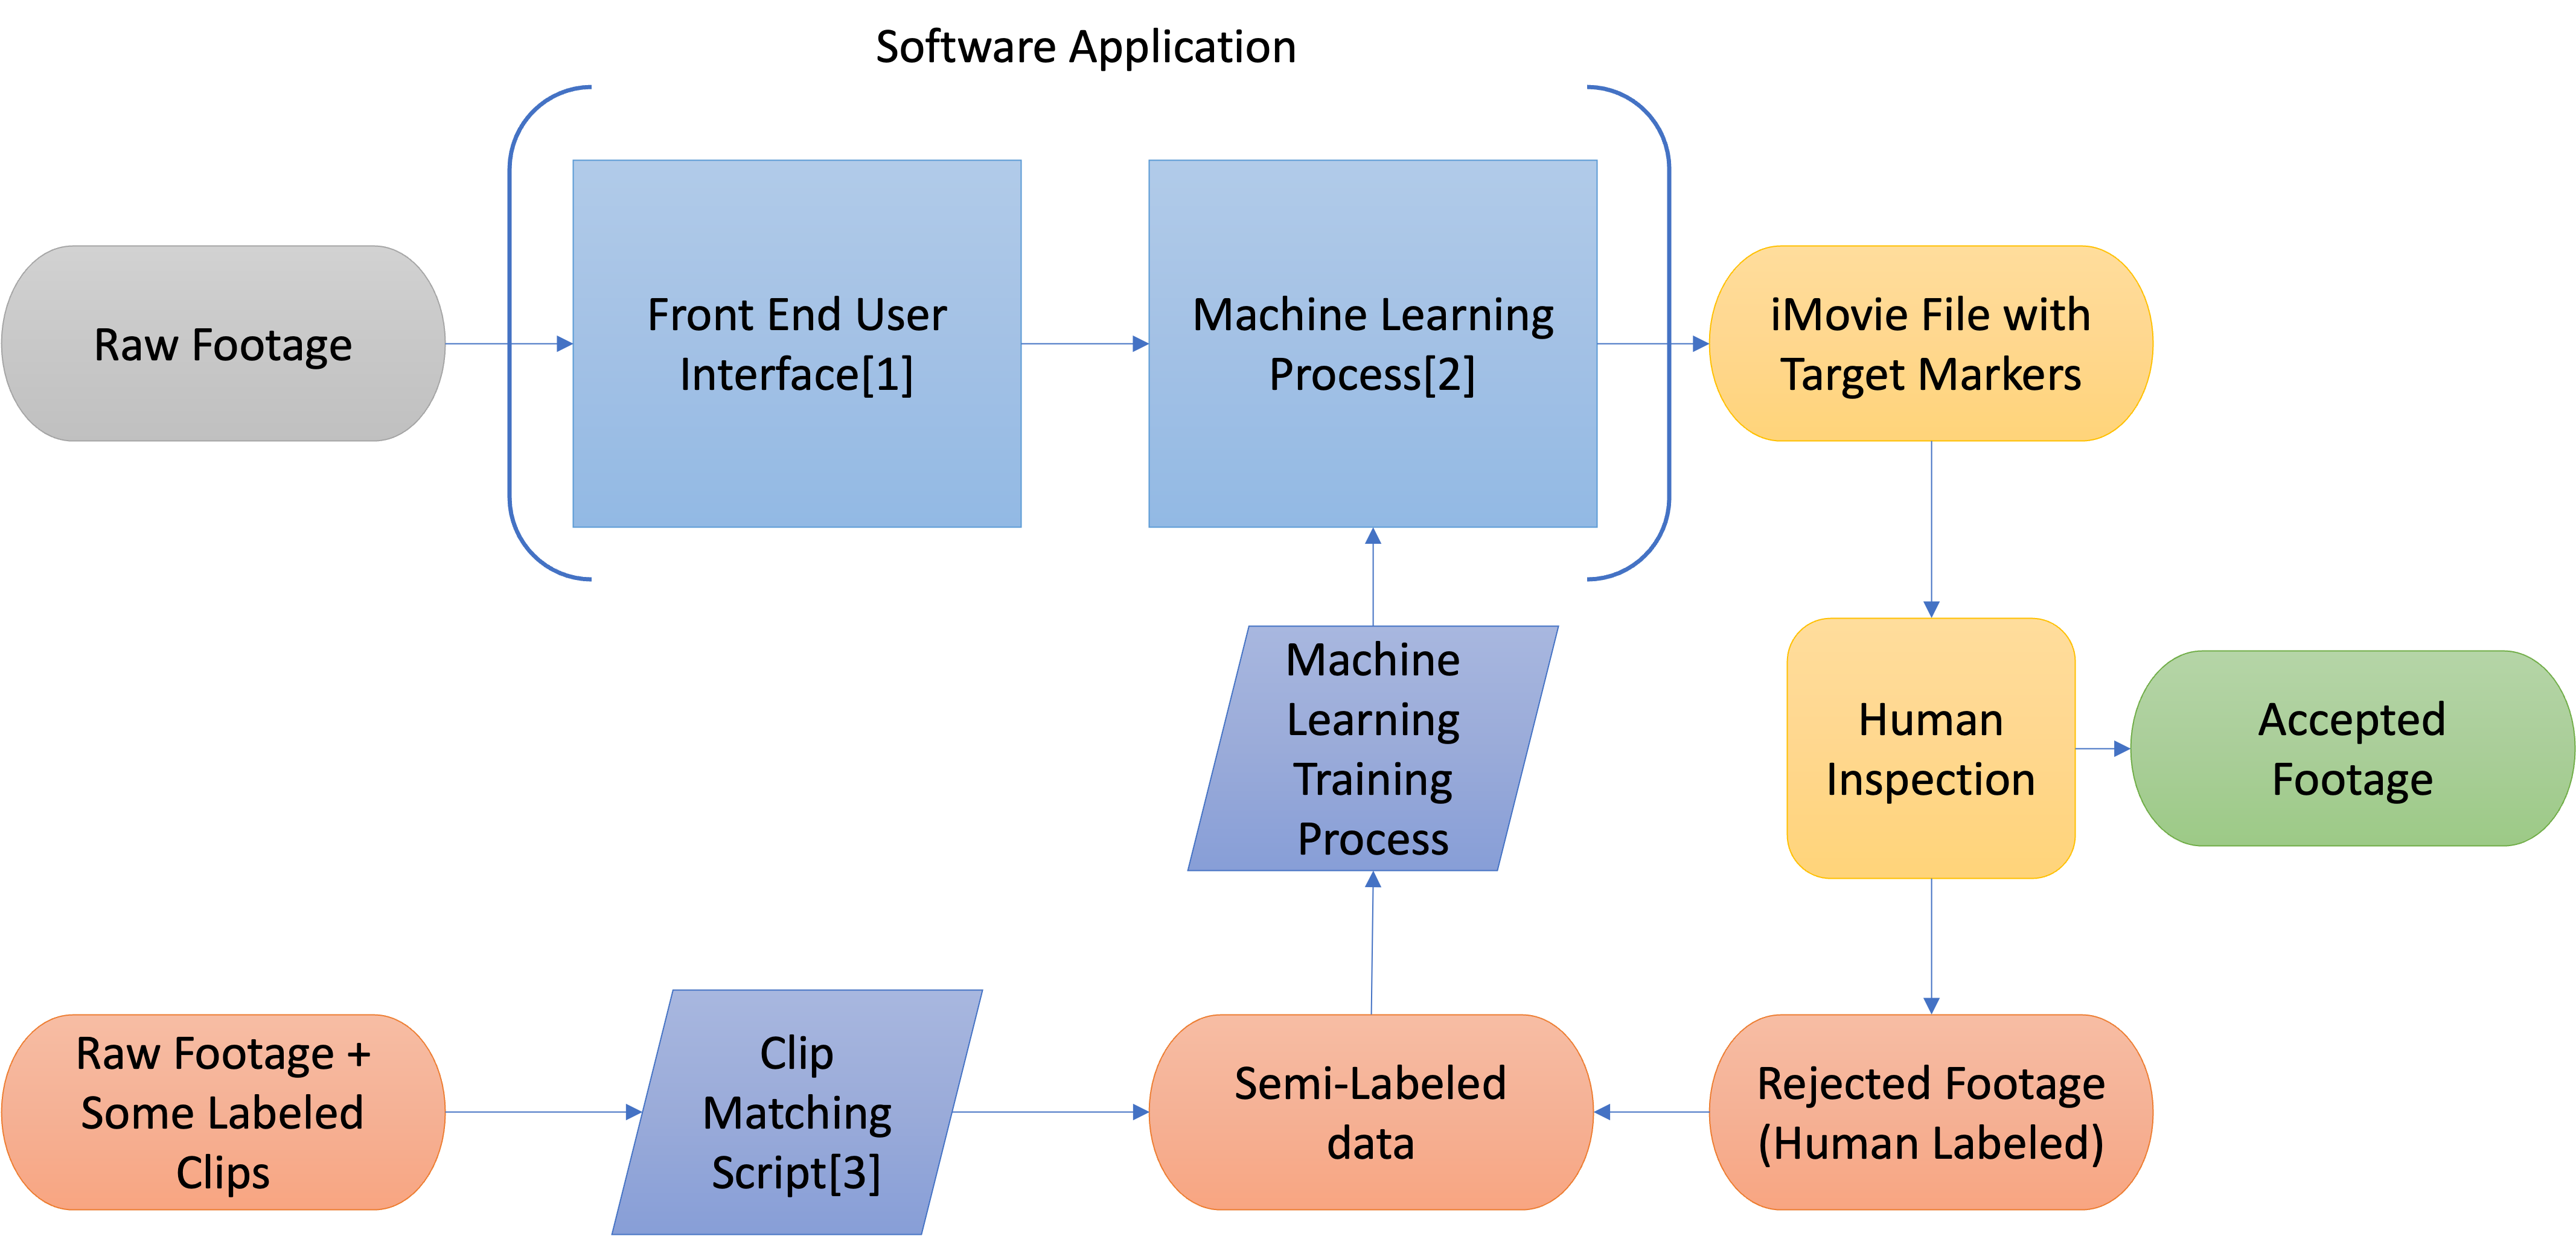 Software Application
Raw Footage
Front End User
Interface[1]
Machine Learning
Process[2]
iMovie File with
Target Markers
Machine
Learning
Training
Process
Human
Inspection
Accepted
Footage
Raw Footage +
Some Labeled
Clips
Clip
Matching
Script[3]
Semi-Labeled
data
Rejected Footage
(Human Labeled)